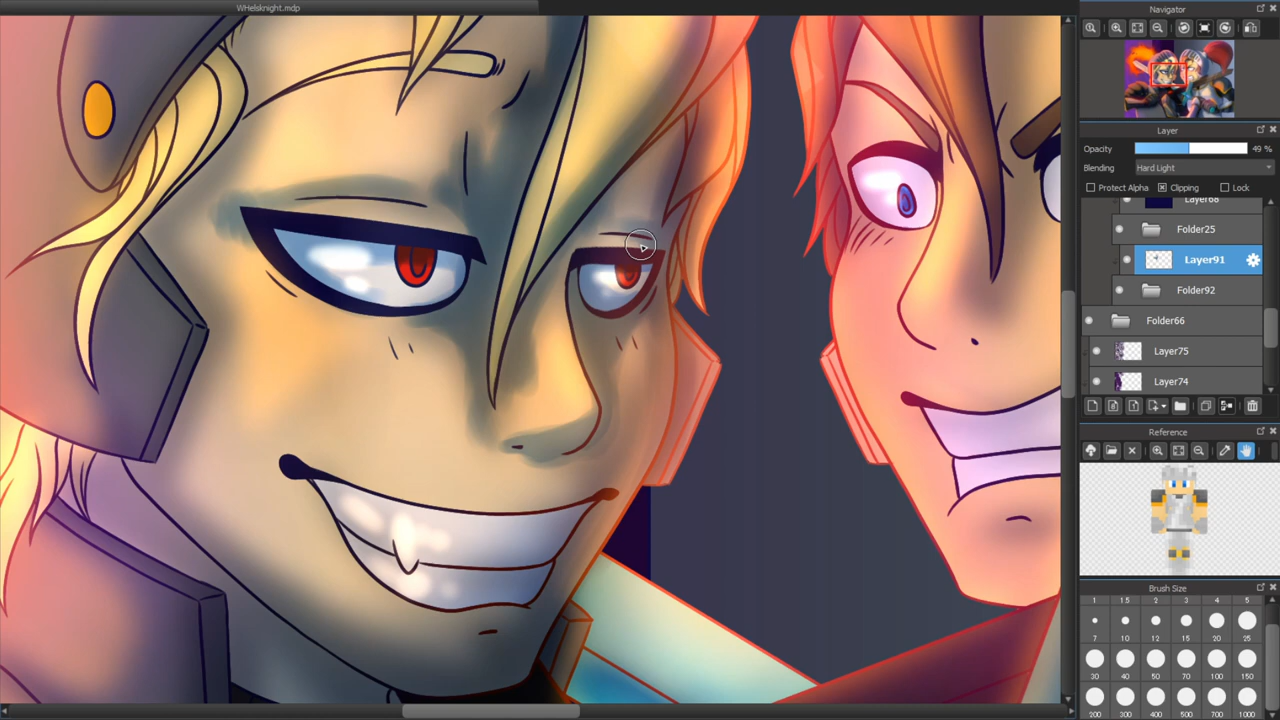 WHelsknight.mdp
Navigator
Layer
Opacity 49 %
Blending Hard Light
Protect Alpha Clipping Lock
Layer68
Folder25
Layer91
Folder92
Folder66
Layer75
Layer74
Reference
Brush Size
1 1.5 2 3 4 5
7 10 12 15 20 25
30 40 50 70 100 150
200 300 400 500 700 1000